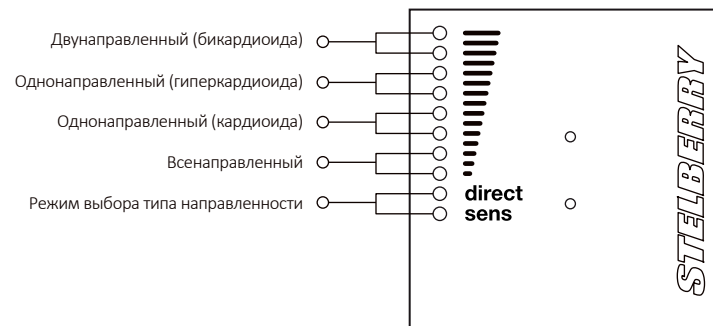 Двунаправленный (бикардиоида)
Однонаправленный (гиперкардиоида)
Однонаправленный (кардиоида)
Всенаправленный
Режим выбора типа направленности
direct
sens
STELBERRY